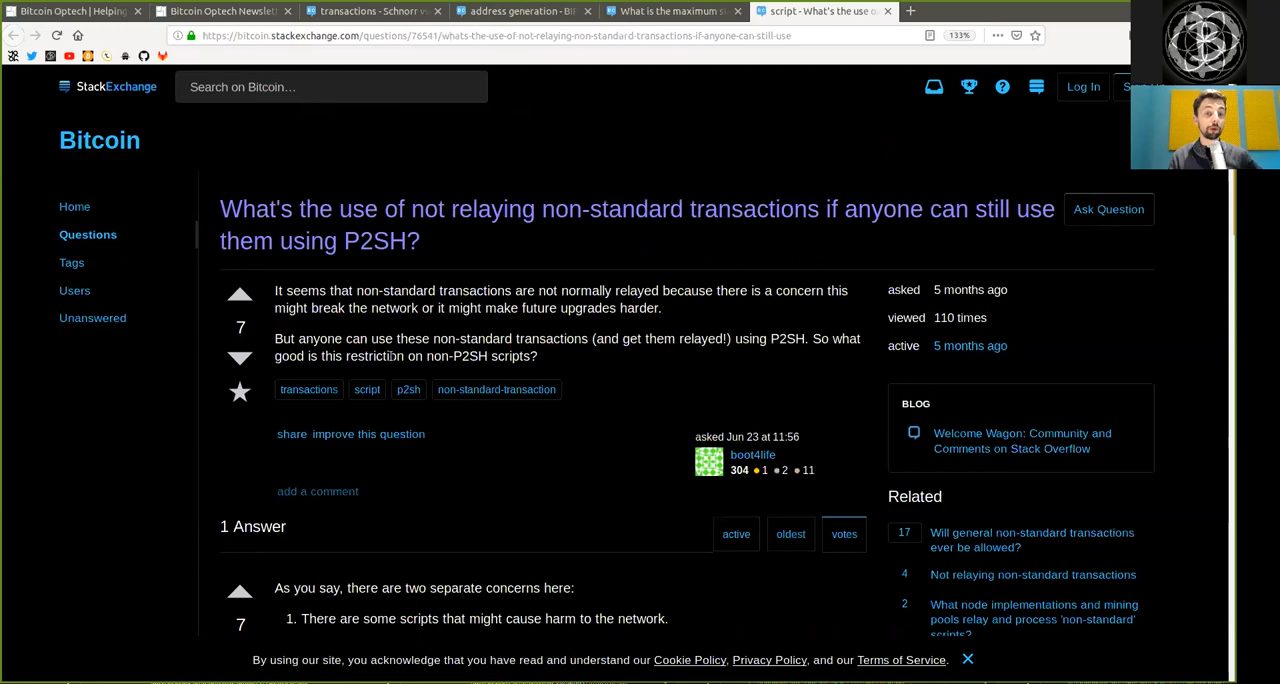 Bitcoin Optech | Helping
Bitcoin Optech Newslett
transactions - Schnorr
address generation - BIP
What is the maximum
script - What's the use o
https://bitcoin.stackexchange.com/questions/76541/whats-the-use-of-not-relaying-non-standard-transactions-if-anyone-can-still-use
133%
StackExchange
Search on Bitcoin…
Log In
Bitcoin
Home
Questions
Tags
Users
Unanswered
What's the use of not relaying non-standard transactions if anyone can still use
them using P2SH?
Ask Question
It seems that non-standard transactions are not normally relayed because there is a concern this
might break the network or it might make future upgrades harder.
But anyone can use these non-standard transactions (and get them relayed!) using P2SH. So what
good is this restriction on non-P2SH scripts?
7
transactions
script
p2sh
non-standard-transaction
share improve this question
asked Jun 23 at 11:56
boot4life
304 1 2 11
add a comment
asked 5 months ago
viewed 110 times
active 5 months ago
BLOG
Welcome Wagon: Community and
Comments on Stack Overflow
Related
17 Will general non-standard transactions
ever be allowed?
4 Not relaying non-standard transactions
2 What node implementations and mining
pools relay and process 'non-standard'
scripts?
1 Answer
active
oldest
votes
As you say, there are two separate concerns here:
1. There are some scripts that might cause harm to the network.
7
By using our site, you acknowledge that you have read and understand our Cookie Policy, Privacy Policy, and our Terms of Service.